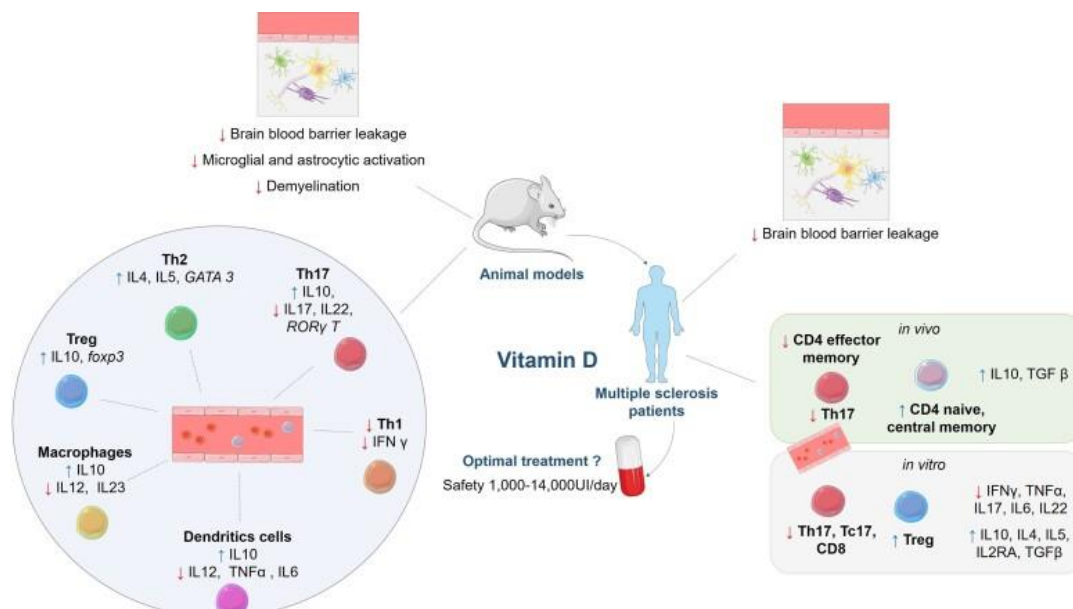 ↓ Brain blood barrier leakage
↓ Microglial and astrocytic activation
↓ Demyelination
Animal models
Th2
↑ IL4, IL5, GATA 3
Th17
↑ IL10,
↓ IL17, IL22,
RORγ T
Treg
↑ IL10, foxp3
↓ Th1
↓ IFN γ
Macrophages
↑ IL10
↓ IL12, IL23
Dendritics cells
↑ IL10
↓ IL12, TNFα , IL6
Vitamin D
Multiple sclerosis
patients
Optimal treatment ?
Safety 1,000-14,000UI/day
↓ Brain blood barrier leakage
in vivo
↓ CD4 effector
memory
↓ Th17
↑ IL10, TGF β
↑ CD4 naive,
central memory
in vitro
↓ Th17, Tc17,
CD8
↑ Treg
↓ IFNγ, TNFα,
IL17, IL6, IL22
↑ IL10, IL4, IL5,
IL2RA, TGFβ